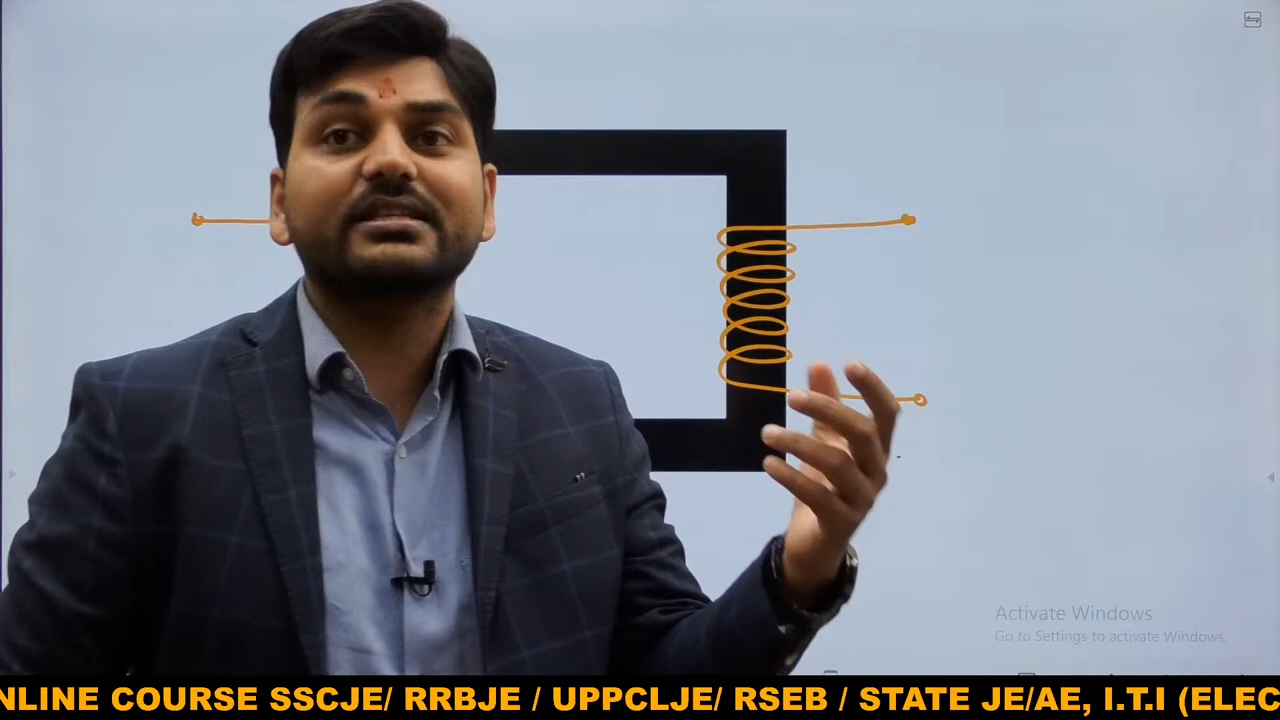 Activate Windows
Go to Settings to activate Windows.
NLINE COURSE SSCJE/ RRBJE / UPPCLJE/ RSEB / STATE JE/AE, I.T.I (ELEC